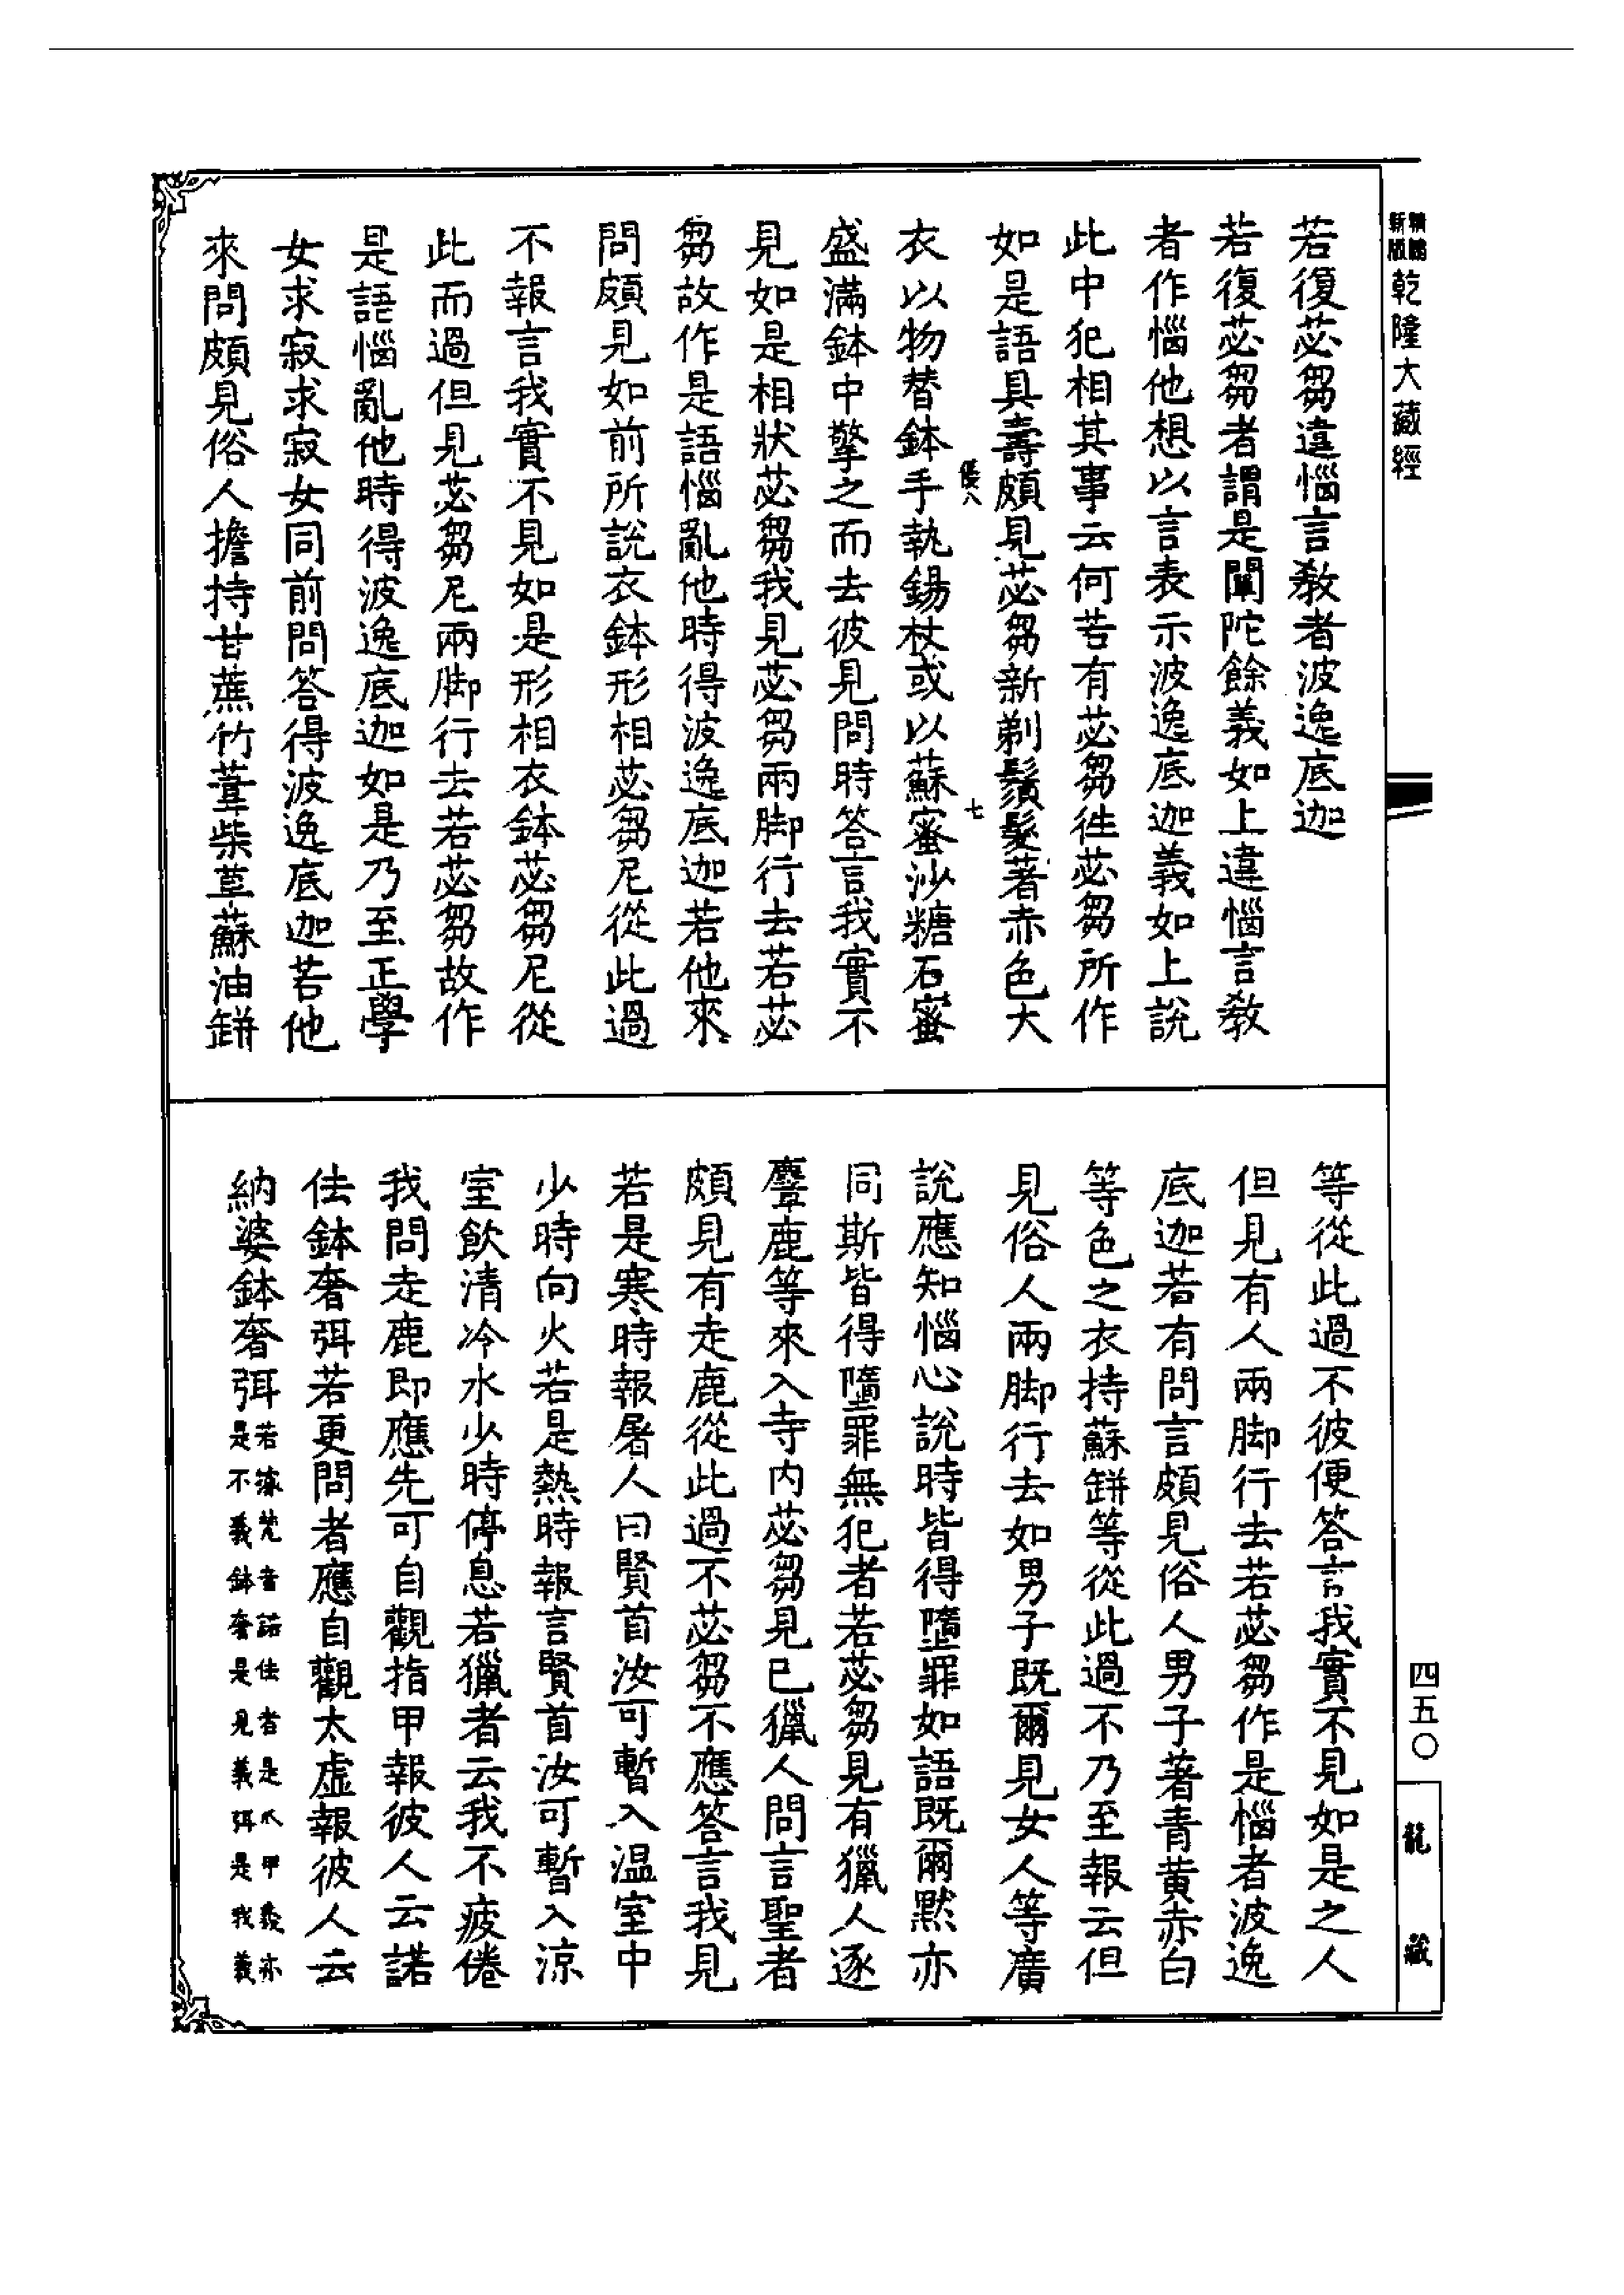 新版
精縮
乾隆大藏經
若復苾芻違惱言教者波逸底迦
若復苾芻者謂是闡陀餘義如上違惱言教
者作惱他想以言表示波逸底迦義如上說
此中犯相其事云何若有苾芻徃苾芻所作
如是語具壽頗見苾芻新剃鬚髮著赤色大
八
七
衣以物替鉢手執錫杖或以蘇蜜沙糖石蜜
盛滿鉢中擎之而去彼見問時答言我實不
見如是相狀苾芻我見苾芻兩脚行去若苾
芻故作是語惱亂他時得波逸底迦若他來
問頗見如前所說衣鉢形相苾芻尼從此過
不報言我實不見如是形相衣鉢苾芻尼從
此而過但見苾芻尼兩脚行去若苾芻故作
是語惱亂他時得波逸底迦如是乃至正學
女求寂求寂女同前問答得波逸底迦若他
來問頗見俗人擔持甘蔗竹葦柴草蘇油缾
等從此過不彼便答言我實不見如是之人
但見有人兩脚行去若苾芻作是惱者波逸
底迦若有問言頗見俗人男子著青黃赤白
等色之衣持蘇缾等從此過不乃至報云但
見俗人兩脚行去如男子既爾見女人等廣
說應知惱心說時皆得墮罪如語既爾默亦
同斯皆得墮罪無犯者若苾芻見有獵人逐
麞鹿等來入寺內苾芻見已獵人問言聖者
頗見有走鹿從此過不苾芻不應答言我見
若是寒時報屠人曰賢首汝可暫入溫室中
少時向火若是熱時報言賢首汝可暫入涼
室飲清冷水少時停息若獵者云我不疲倦
我問走鹿即應先可自觀指甲報彼人云諾
佉鉢奢弭若更問者應自觀太虛報彼人云
納婆鉢奢弭
若據梵音諾佉者是爪甲義亦
是不義鉢奢是見義弭是我義
四五〇
龍藏